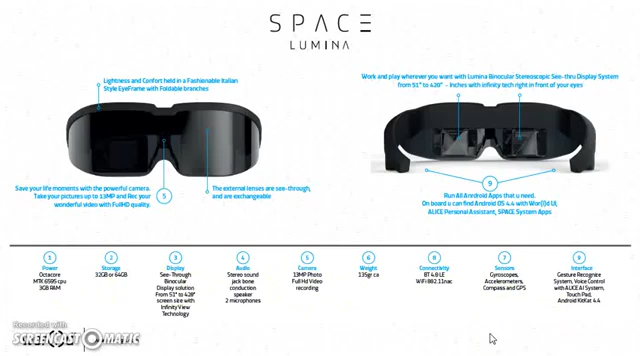 SPACE
LUMINA
Lightness and Confort held in a Fashionable Italian
Style EyeFrame with Foldable branches
Work and play wherever you want with Lumina Binocular Stereoscopic See-thru Display System
from 51" to 420" - Inches with infinity tech right in front of your eyes
Save your life moments with the powerful camera.
Take your pictures up to 13MP and Rec your
wonderful video with FullHD quality.
5
The external lenses are see-through,
and are exchangeable
9
Run All Anrdroid Apps that u need.
On board u can find Android OS 4.4 with Wor(l)d UI,
ALICE Personal Assistant, SPACE System Apps
1
Power
Octacore
MTK 6595 cpu
3GB RAM
2
Storage
32GB or 64GB
3
Display
See-Through
Binocular
Display solution
From 51" to 420"
screen size with
Infinity View
Technology
4
Audio
Stereo sound
jack bone
conduction
speaker
2 microphones
5
Camera
13MP Photo
Full Hd Video
recording
6
Weight
135gr ca
8
Connectivity
BT 4.0 LE
WiFi 802.11nac
7
Sensors
Gyroscopes,
Accelerometers,
Compass and GPS
9
Interface
Gesture Recognize
System, Voice Control
with ALICE AI System,
Touch Pad,
Android KitKat 4.4
Recorded with
SCREENCAST-O-MATIC